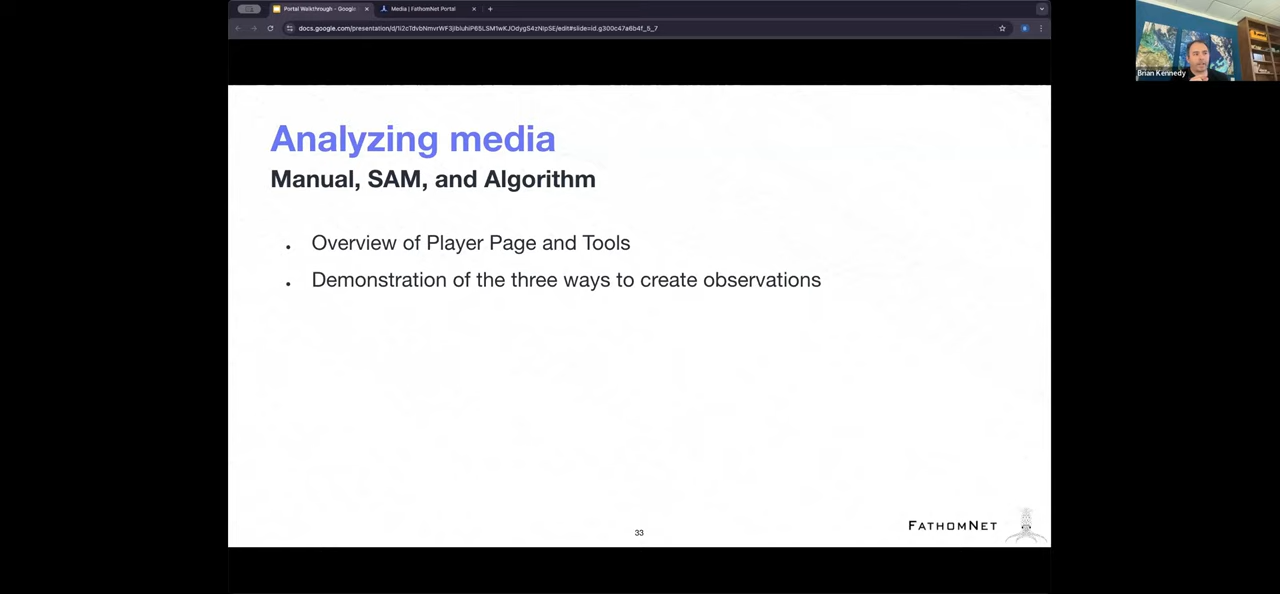 Portal Walkthrough - Google
Media | FathomNet Portal
Brian Kennedy
Analyzing media
Manual, SAM, and Algorithm
Overview of Player Page and Tools
Demonstration of the three ways to create observations
33
FATHOMNET